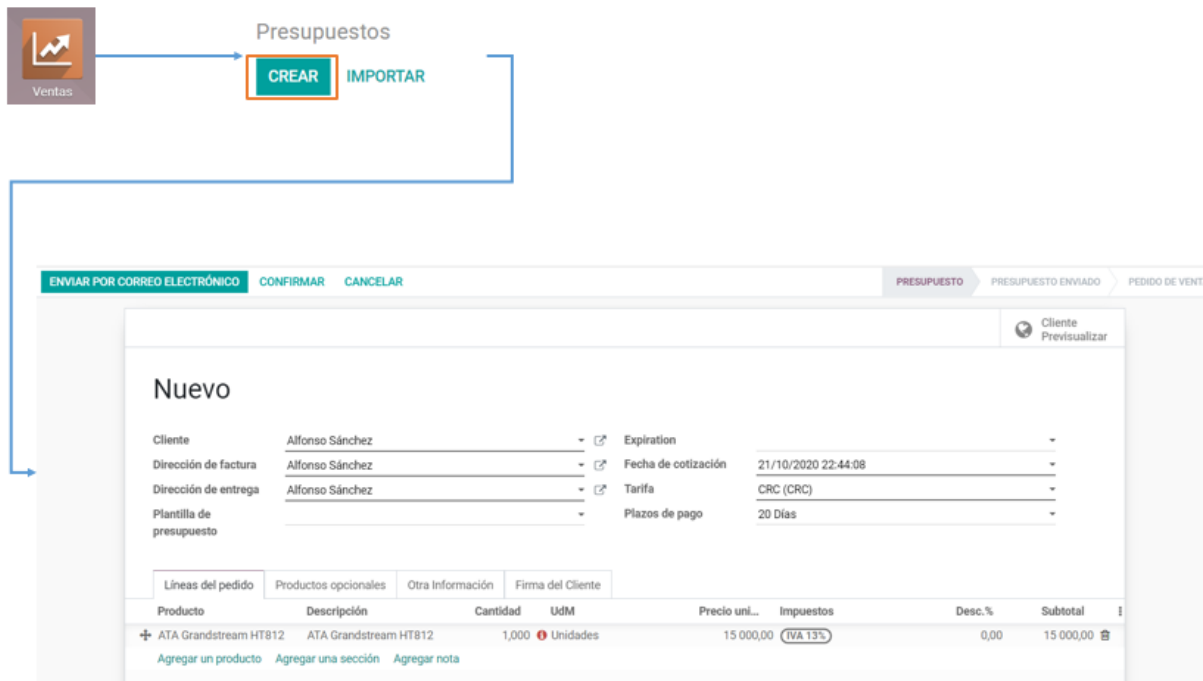 Presupuestos
CREAR IMPORTAR
Ventas
ENVIAR POR CORREO ELECTRÓNICO CONFIRMAR CANCELAR PRESUPUESTO PRESUPUESTO ENVIADO PEDIDO DE VENT
Cliente
Previsualizar
Nuevo
Cliente Alfonso Sánchez Expiration
Dirección de factura Alfonso Sánchez Fecha de cotización 21/10/2020 22:44:08
Dirección de entrega Alfonso Sánchez Tarifa CRC (CRC)
Plantilla de Plazos de pago 20 Días
presupuesto
Líneas del pedido Productos opcionales Otra Información Firma del Cliente
Producto Descripción Cantidad UdM Precio uni... Impuestos Desc.% Subtotal
ATA Grandstream HT812 ATA Grandstream HT812 1,000 Unidades 15 000,00 IVA 13% 0,00 15 000,00
Agregar un producto Agregar una sección Agregar nota